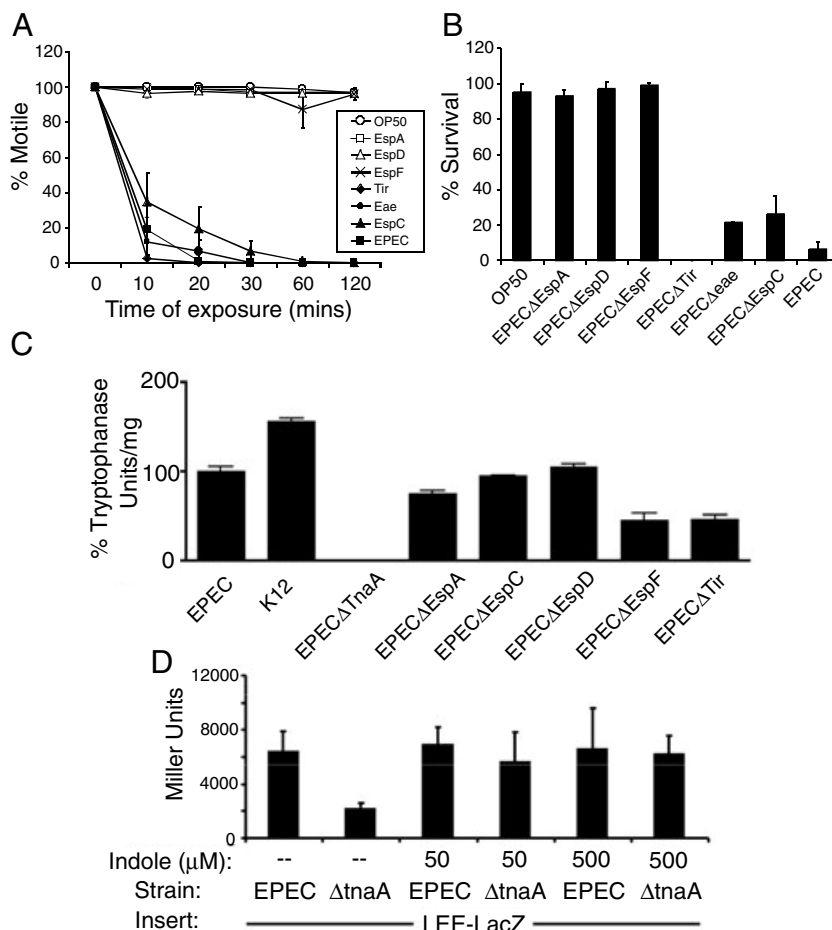 A
120
100
80
60
40
20
0
% Motile
0 10 20 30 60 120
Time of exposure (mins)
OP50
EspA
EspD
EspF
Tir
Eae
EspC
EPEC
B
120
100
80
60
40
20
0
% Survival
OP50
EPECΔEspA
EPECΔEspD
EPECΔEspF
EPECΔTir
EPECΔeae
EPECΔEspC
EPEC
C
200
100
0
% Tryptophanase
Units/mg
EPEC
K12
EPECΔTnaA
EPECΔEspA
EPECΔEspC
EPECΔEspD
EPECΔEspF
EPECΔTir
D
12000
8000
4000
0
Miller Units
Indole (μM): -- -- 50 50 500 500
Strain: EPEC ΔtnaA EPEC ΔtnaA EPEC ΔtnaA
Insert: LEE-LacZ